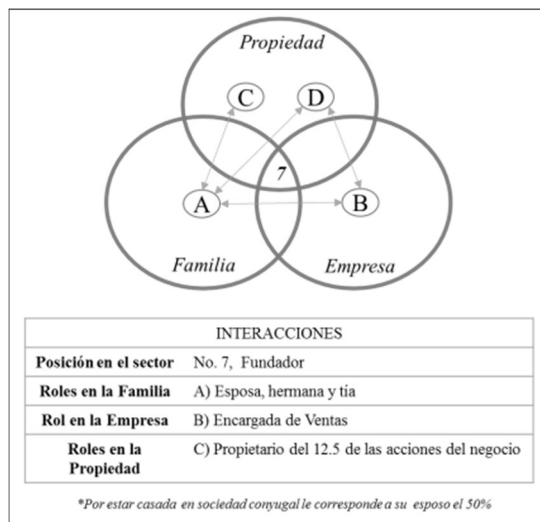 Propiedad
C
D
7
A
B
Familia
Empresa
INTERACCIONES
Posición en el sector No. 7, Fundador
Roles en la Familia A) Esposa, hermana y tía
Rol en la Empresa B) Encargada de Ventas
Roles en la Propiedad C) Propietario del 12.5 de las acciones del negocio
*Por estar casada en sociedad conyugal le corresponde a su esposo el 50%